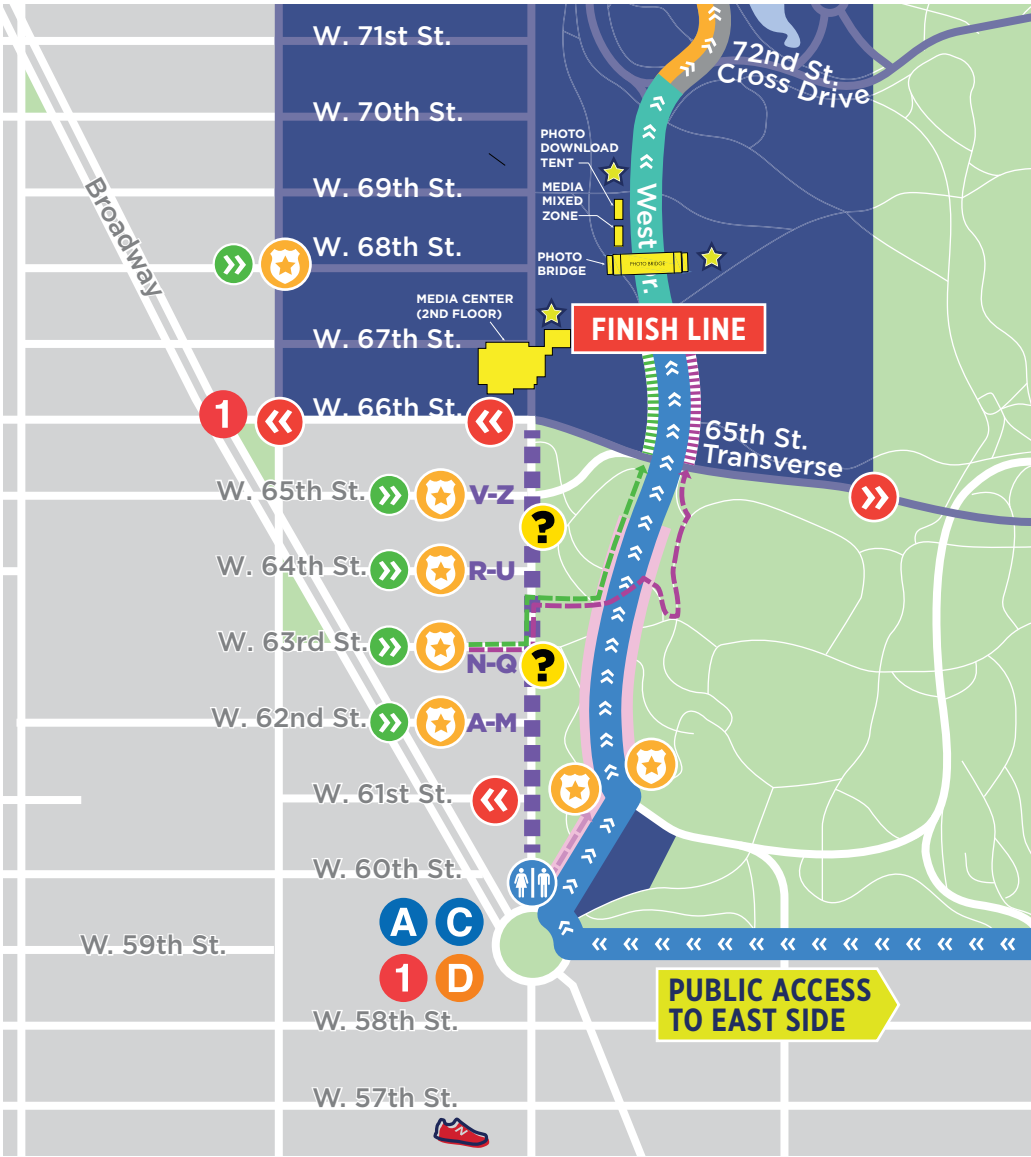 W. 71st St.
72nd St.
Cross Drive
W. 70th St.
PHOTO
DOWNLOAD
TENT
W. 69th St.
MEDIA
MIXED
ZONE
Broadway
West Dr.
W. 68th St.
PHOTO
BRIDGE
PHOTO BRIDGE
MEDIA CENTER
(2ND FLOOR)
FINISH LINE
W. 67th St.
1
W. 66th St.
65th St.
Transverse
W. 65th St.
V-Z
?
W. 64th St.
R-U
W. 63rd St.
N-Q
?
W. 62nd St.
A-M
W. 61st St.
W. 60th St.
A C
1 D
W. 59th St.
PUBLIC ACCESS
TO EAST SIDE
W. 58th St.
W. 57th St.
N